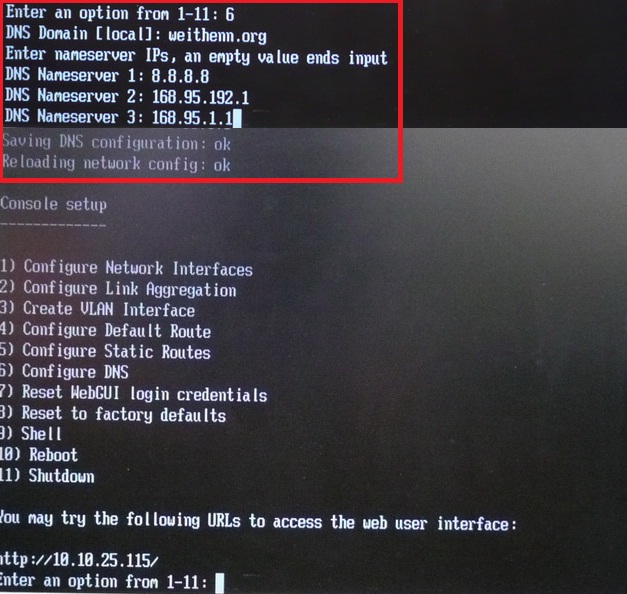 Enter an option from 1-11: 6
DNS Domain [local]: weithenn.org
Enter nameserver IPs, an empty value ends input
DNS Nameserver 1: 8.8.8.8
DNS Nameserver 2: 168.95.192.1
DNS Nameserver 3: 168.95.1.1
Saving DNS configuration: ok
Reloading network config: ok
Console setup
-------------
1) Configure Network Interfaces
2) Configure Link Aggregation
3) Create VLAN Interface
4) Configure Default Route
5) Configure Static Routes
6) Configure DNS
7) Reset WebGUI login credentials
8) Reset to factory defaults
9) Shell
10) Reboot
11) Shutdown
You may try the following URLs to access the web user interface:
http://10.10.25.115/
Enter an option from 1-11: